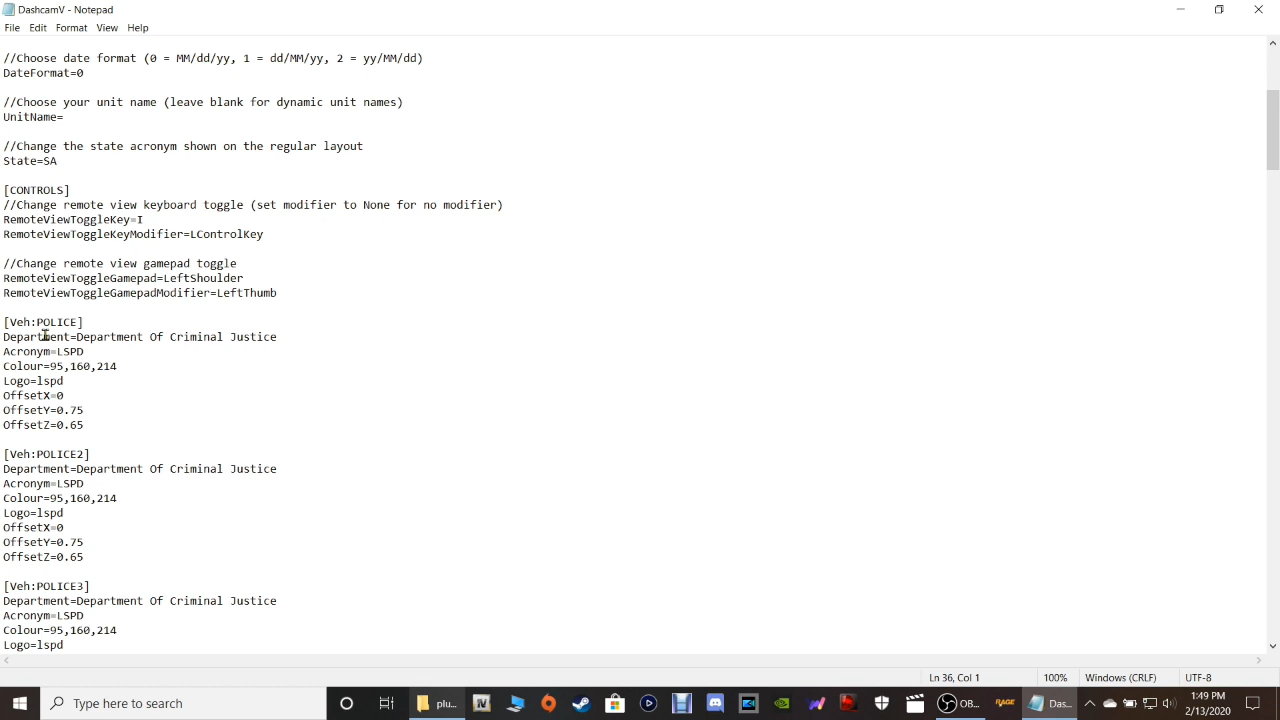 DashcamV - Notepad
File Edit Format View Help
//Choose date format (0 = MM/dd/yy, 1 = dd/MM/yy, 2 = yy/MM/dd)
DateFormat=0
//Choose your unit name (leave blank for dynamic unit names)
UnitName=
//Change the state acronym shown on the regular layout
State=SA
[CONTROLS]
//Change remote view keyboard toggle (set modifier to None for no modifier)
RemoteViewToggleKey=I
RemoteViewToggleKeyModifier=LControlKey
//Change remote view gamepad toggle
RemoteViewToggleGamepad=LeftShoulder
RemoteViewToggleGamepadModifier=LeftThumb
[Veh:POLICE]
Department=Department Of Criminal Justice
Acronym=LSPD
Colour=95,160,214
Logo=lspd
OffsetX=0
OffsetY=0.75
OffsetZ=0.65
[Veh:POLICE2]
Department=Department Of Criminal Justice
Acronym=LSPD
Colour=95,160,214
Logo=lspd
OffsetX=0
OffsetY=0.75
OffsetZ=0.65
[Veh:POLICE3]
Department=Department Of Criminal Justice
Acronym=LSPD
Colour=95,160,214
Logo=lspd
Ln 36, Col 1 100% Windows (CRLF) UTF-8
Type here to search plu... OB... RAGE Das... 1:49 PM
2/13/2020